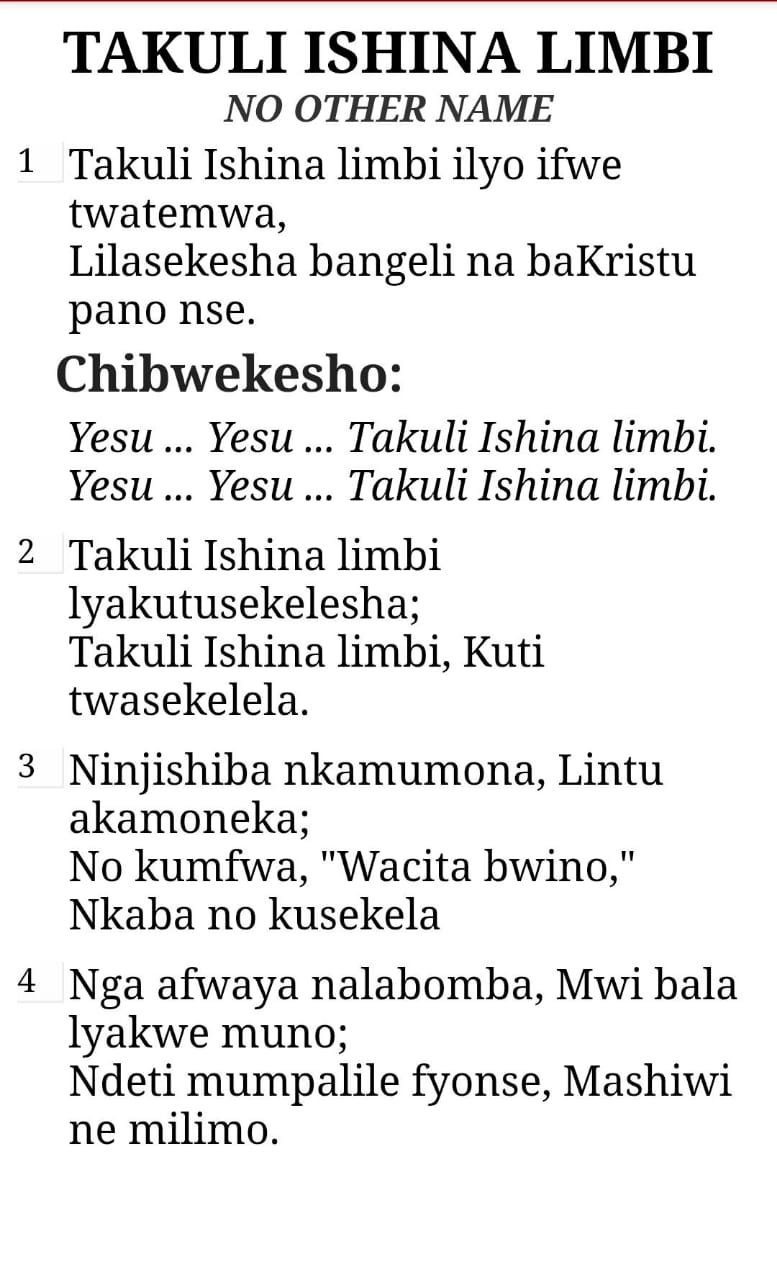 TAKULI ISHINA LIMBI
NO OTHER NAME
1 Takuli Ishina limbi ilyo ifwe
twatemwa,
Lilasekesha bangeli na baKristu
pano nse.
Chibwekesho:
Yesu ... Yesu ... Takuli Ishina limbi.
Yesu ... Yesu ... Takuli Ishina limbi.
2 Takuli Ishina limbi
lyakutusekelesha;
Takuli Ishina limbi, Kuti
twasekelela.
3 Ninjishiba nkamumona, Lintu
akamoneka;
No kumfwa, "Wacita bwino,"
Nkaba no kusekela
4 Nga afwaya nalabomba, Mwi bala
lyakwe muno;
Ndeti mumpalile fyonse, Mashiwi
ne milimo.